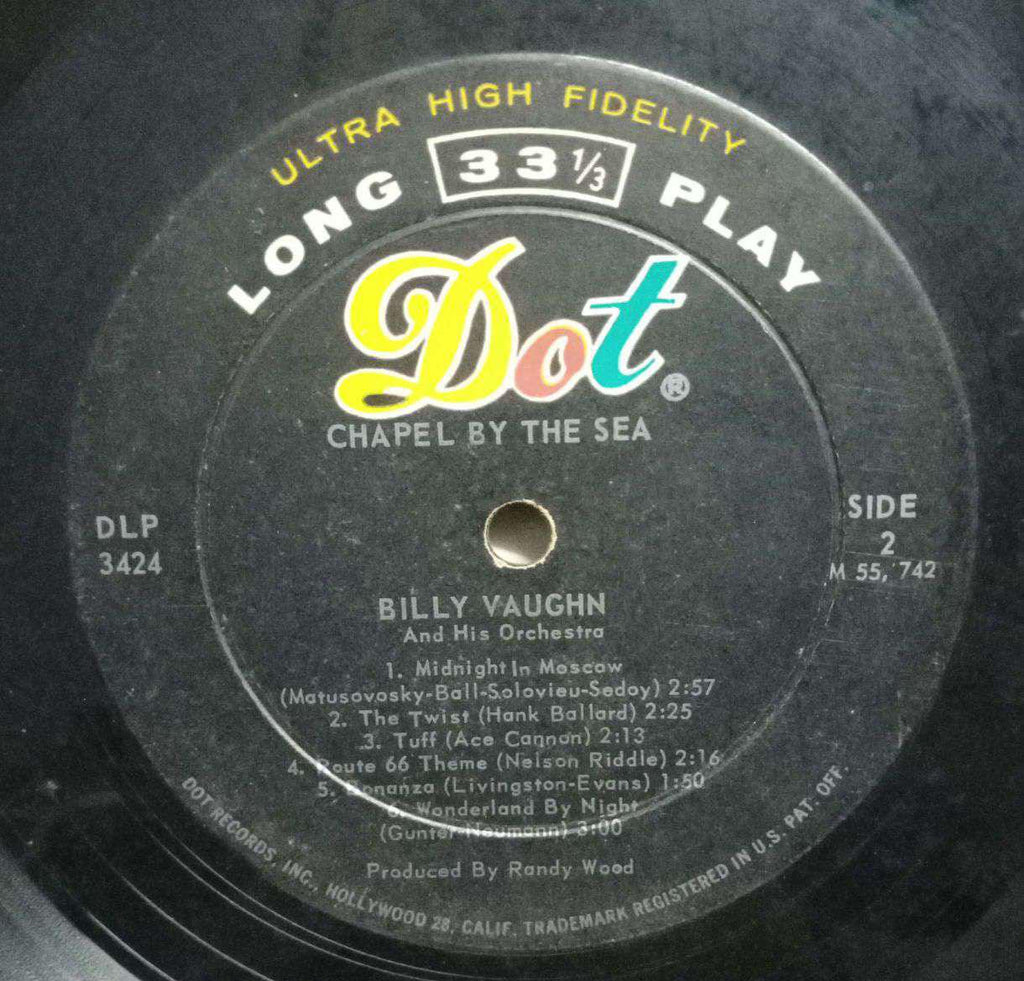 ULTRA HIGH FIDELITY
LONG 33 1/3 PLAY
Dot®
CHAPEL BY THE SEA
DLP
3424
SIDE
2
M 55, 742
BILLY VAUGHN
And His Orchestra
1. Midnight In Moscow
(Matusovosky-Ball-Solovieu-Sedoy) 2:57
2. The Twist (Hank Ballard) 2:25
3. Tuff (Ace Cannon) 2:13
4. Route 66 Theme (Nelson Riddle) 2:16
5. Bonanza (Livingston-Evans) 1:50
6. Wonderland By Night
(Gunter-Neumann) 3:00
Produced By Randy Wood
DOT RECORDS, INC., HOLLYWOOD 28, CALIF. TRADEMARK REGISTERED IN U.S. PAT. OFF.